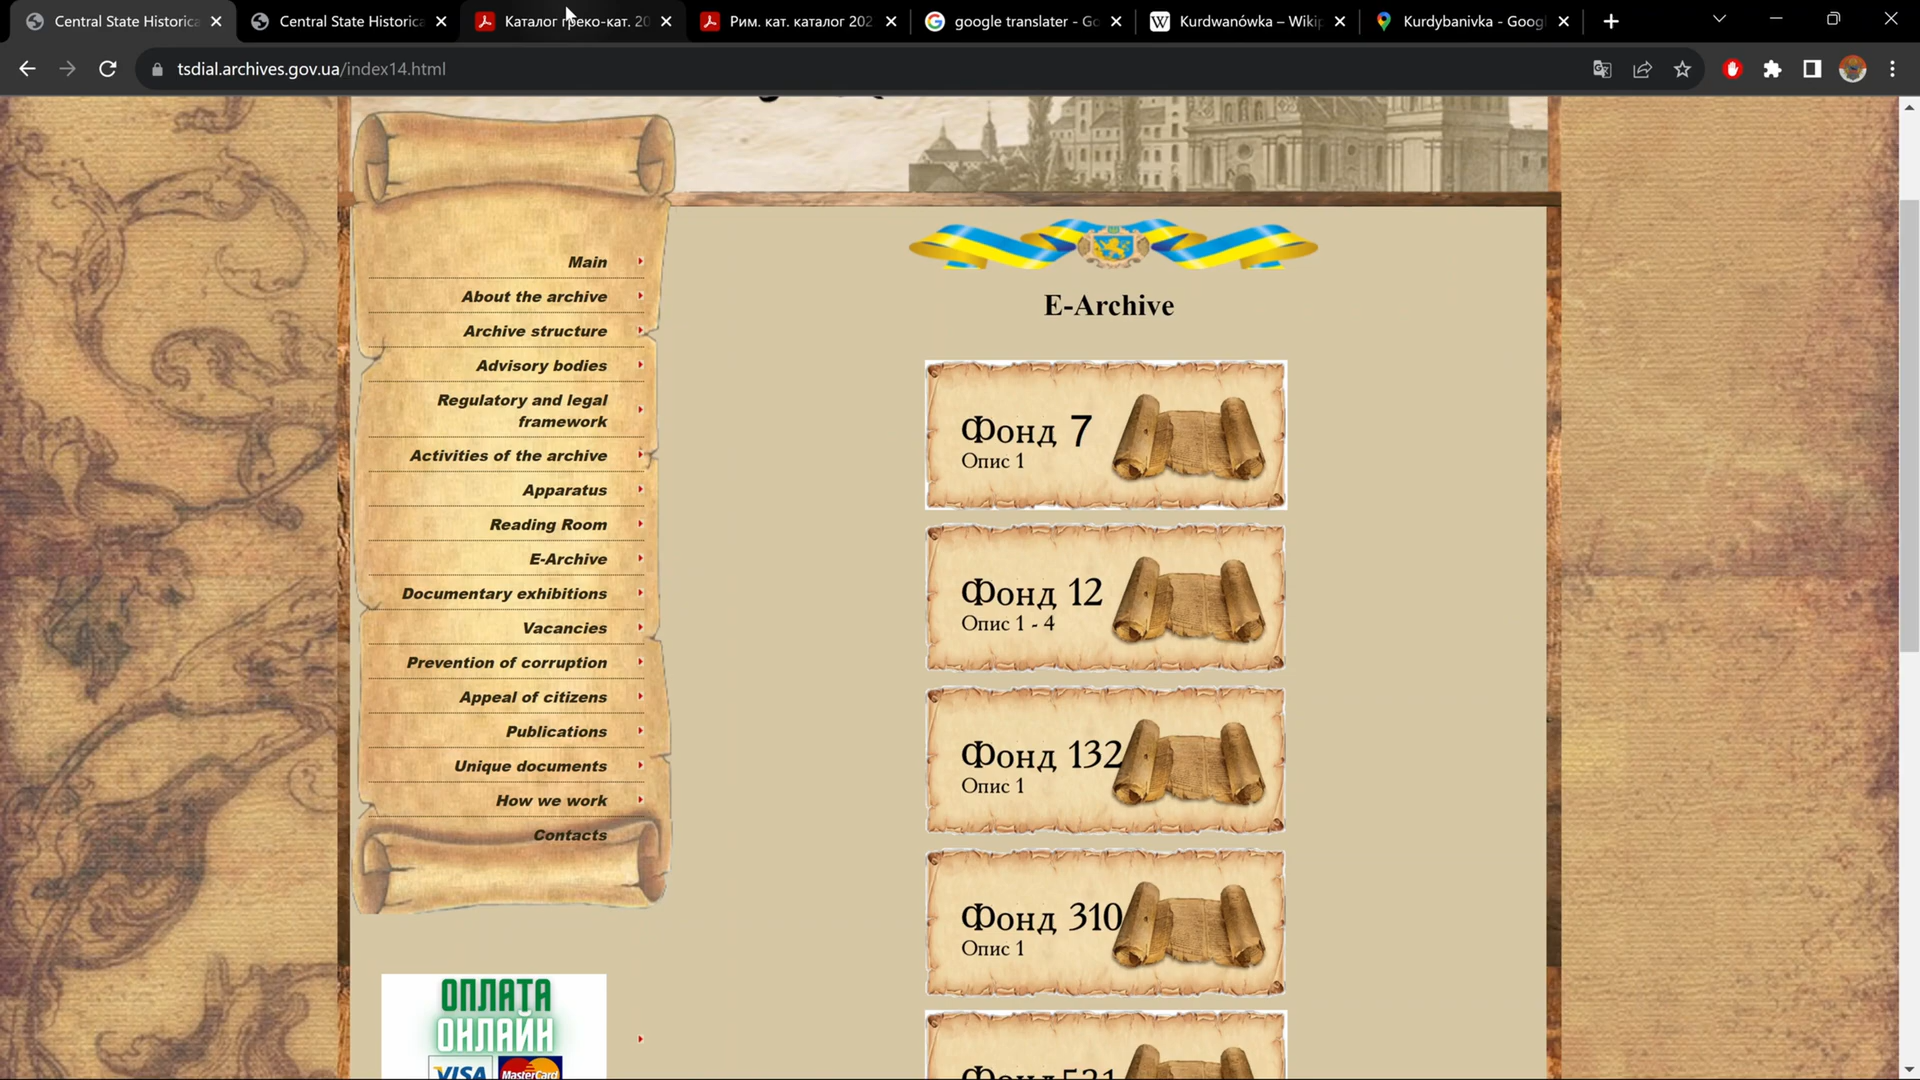 Central State Historica
Central State Historica
Каталог греко-кат. 20
Рим. кат. каталог 202
google translater - Go
Kurdwanówka – Wikip
Kurdybanivka - Goog
tsdial.archives.gov.ua/index14.html
Main
About the archive
Archive structure
Advisory bodies
Regulatory and legal
framework
Activities of the archive
Apparatus
Reading Room
E-Archive
Documentary exhibitions
Vacancies
Prevention of corruption
Appeal of citizens
Publications
Unique documents
How we work
Contacts
ОПЛАТА
ОНЛАЙН
VISA
MasterCard
E-Archive
Фонд 7
Опис 1
Фонд 12
Опис 1 - 4
Фонд 132
Опис 1
Фонд 310
Опис 1